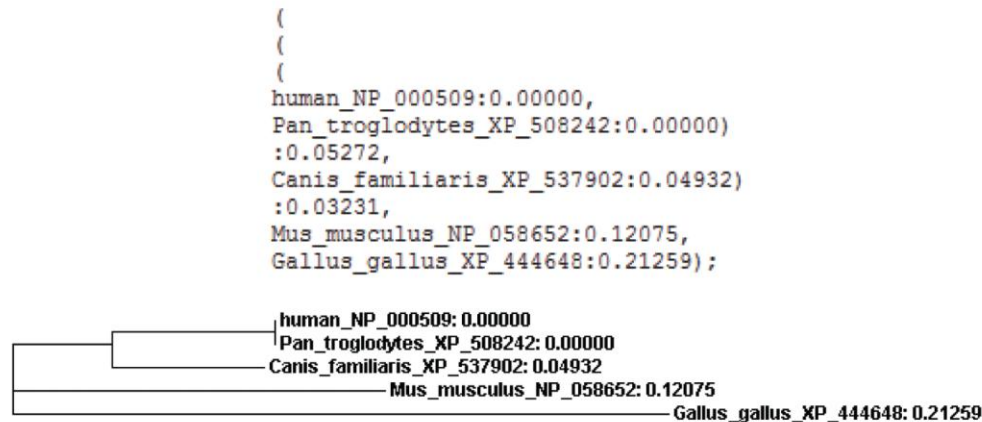 (
(
(
human_NP_000509:0.00000,
Pan_troglodytes_XP_508242:0.00000)
:0.05272,
Canis_familiaris_XP_537902:0.04932)
:0.03231,
Mus_musculus_NP_058652:0.12075,
Gallus_gallus_XP_444648:0.21259);
human_NP_000509: 0.00000
Pan_troglodytes_XP_508242: 0.00000
Canis_familiaris_XP_537902: 0.04932
Mus_musculus_NP_058652: 0.12075
Gallus_gallus_XP_444648: 0.21259